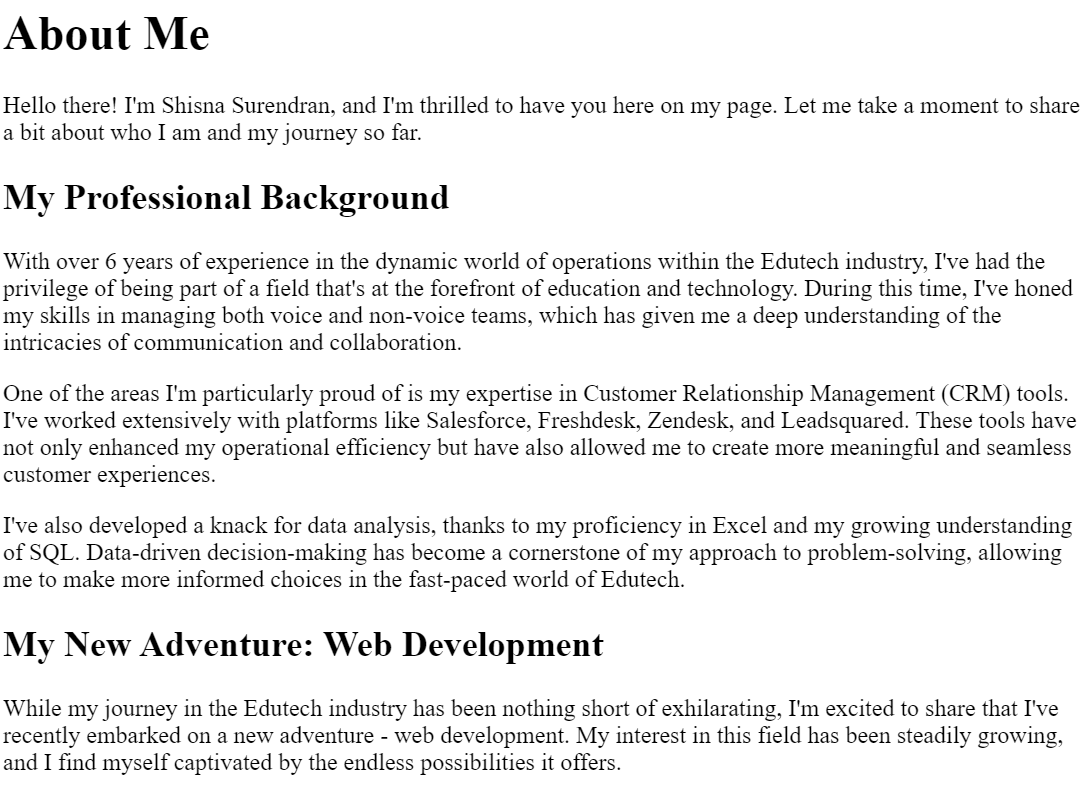 About Me
Hello there! I'm Shisna Surendran, and I'm thrilled to have you here on my page. Let me take a moment to share
a bit about who I am and my journey so far.
My Professional Background
With over 6 years of experience in the dynamic world of operations within the Edutech industry, I've had the
privilege of being part of a field that's at the forefront of education and technology. During this time, I've honed
my skills in managing both voice and non-voice teams, which has given me a deep understanding of the
intricacies of communication and collaboration.
One of the areas I'm particularly proud of is my expertise in Customer Relationship Management (CRM) tools.
I've worked extensively with platforms like Salesforce, Freshdesk, Zendesk, and Leadsquared. These tools have
not only enhanced my operational efficiency but have also allowed me to create more meaningful and seamless
customer experiences.
I've also developed a knack for data analysis, thanks to my proficiency in Excel and my growing understanding
of SQL. Data-driven decision-making has become a cornerstone of my approach to problem-solving, allowing
me to make more informed choices in the fast-paced world of Edutech.
My New Adventure: Web Development
While my journey in the Edutech industry has been nothing short of exhilarating, I'm excited to share that I've
recently embarked on a new adventure - web development. My interest in this field has been steadily growing,
and I find myself captivated by the endless possibilities it offers.